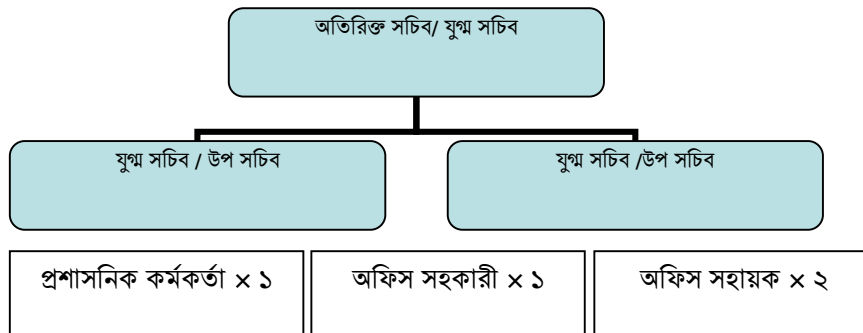 অতিরিক্ত সচিব/ যুগ্ম সচিব
যুগ্ম সচিব / উপ সচিব
যুগ্ম সচিব /উপ সচিব
প্রশাসনিক কর্মকর্তা × ১
অফিস সহকারী × ১
অফিস সহায়ক × ২